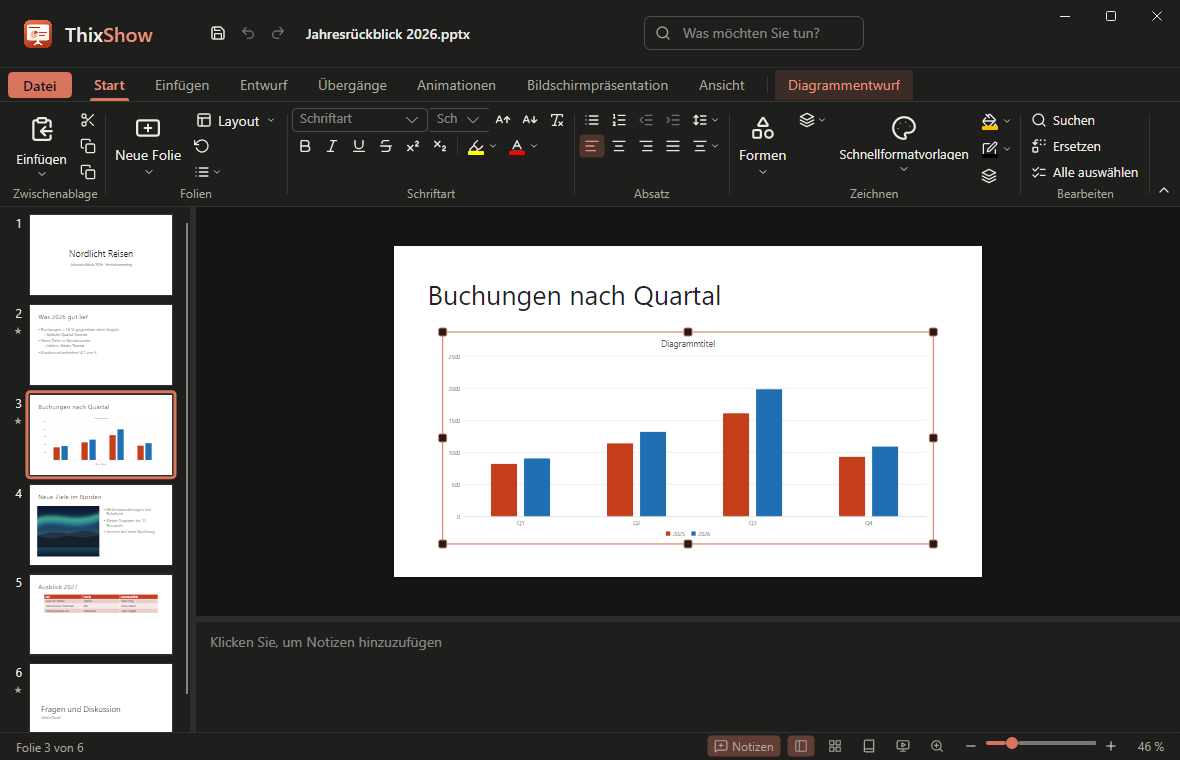 ThixShow
Jahresrückblick 2026.pptx
Was möchten Sie tun?
Datei
Start
Einfügen
Entwurf
Übergänge
Animationen
Bildschirmpräsentation
Ansicht
Diagrammentwurf
Einfügen
Zwischenablage
Neue Folie
Layout
Folien
Schriftart
Sch
Schriftart
Absatz
Formen
Schnellformatvorlagen
Zeichnen
Suchen
Ersetzen
Alle auswählen
Bearbeiten
1
Nordlicht Reisen
2
Was 2026 gut lief
3
Buchungen nach Quartal
4
Neue Ziele im Norden
5
Ausblick 2027
6
Fragen und Diskussion
Buchungen nach Quartal
Diagrammtitel
2500
2000
1500
1000
500
0
Q1
Q2
Q3
Q4
2025
2026
Klicken Sie, um Notizen hinzuzufügen
Folie 3 von 6
Notizen
46 %